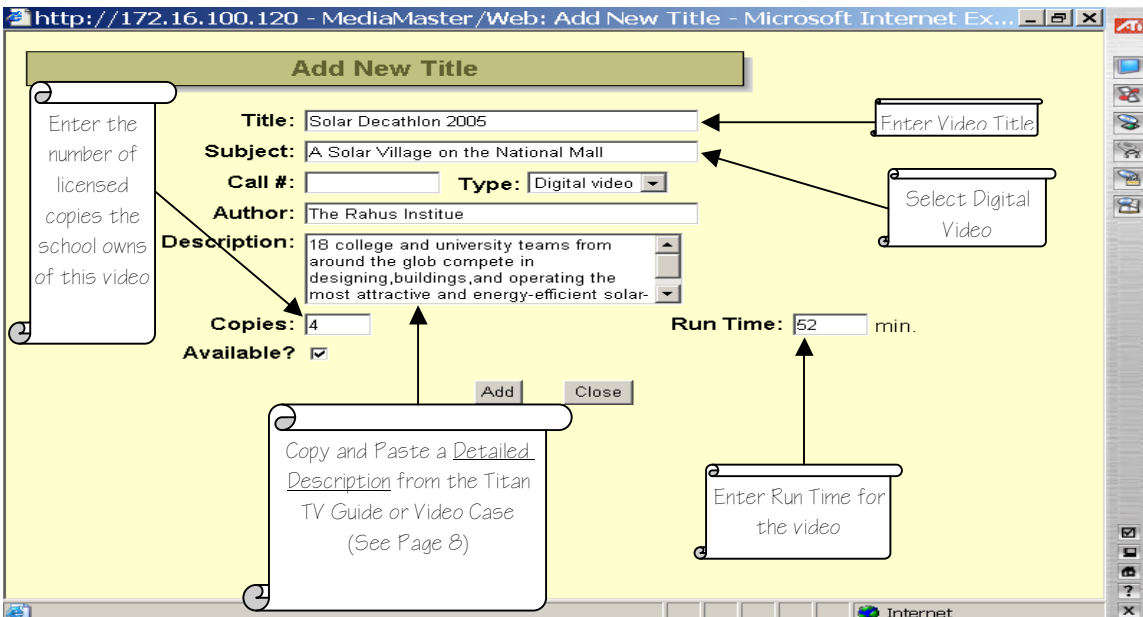 http://172.16.100.120 - MediaMaster/Web: Add New Title - Microsoft Internet Ex...
ATI
Add New Title
Enter the
number of
licensed
copies the
school owns
of this video
Title: Solar Decathlon 2005
Enter Video Title
Subject: A Solar Village on the National Mall
Call #: Type: Digital video
Select Digital
Video
Author: The Rahus Institue
Description: 18 college and university teams from
around the glob compete in
designing,buildings,and operating the
most attractive and energy-efficient solar-
Copies: 4 Run Time: 52 min.
Available?
Add Close
Copy and Paste a Detailed
Description from the Titan
TV Guide or Video Case
(See Page 8)
Enter Run Time for
the video
Internet